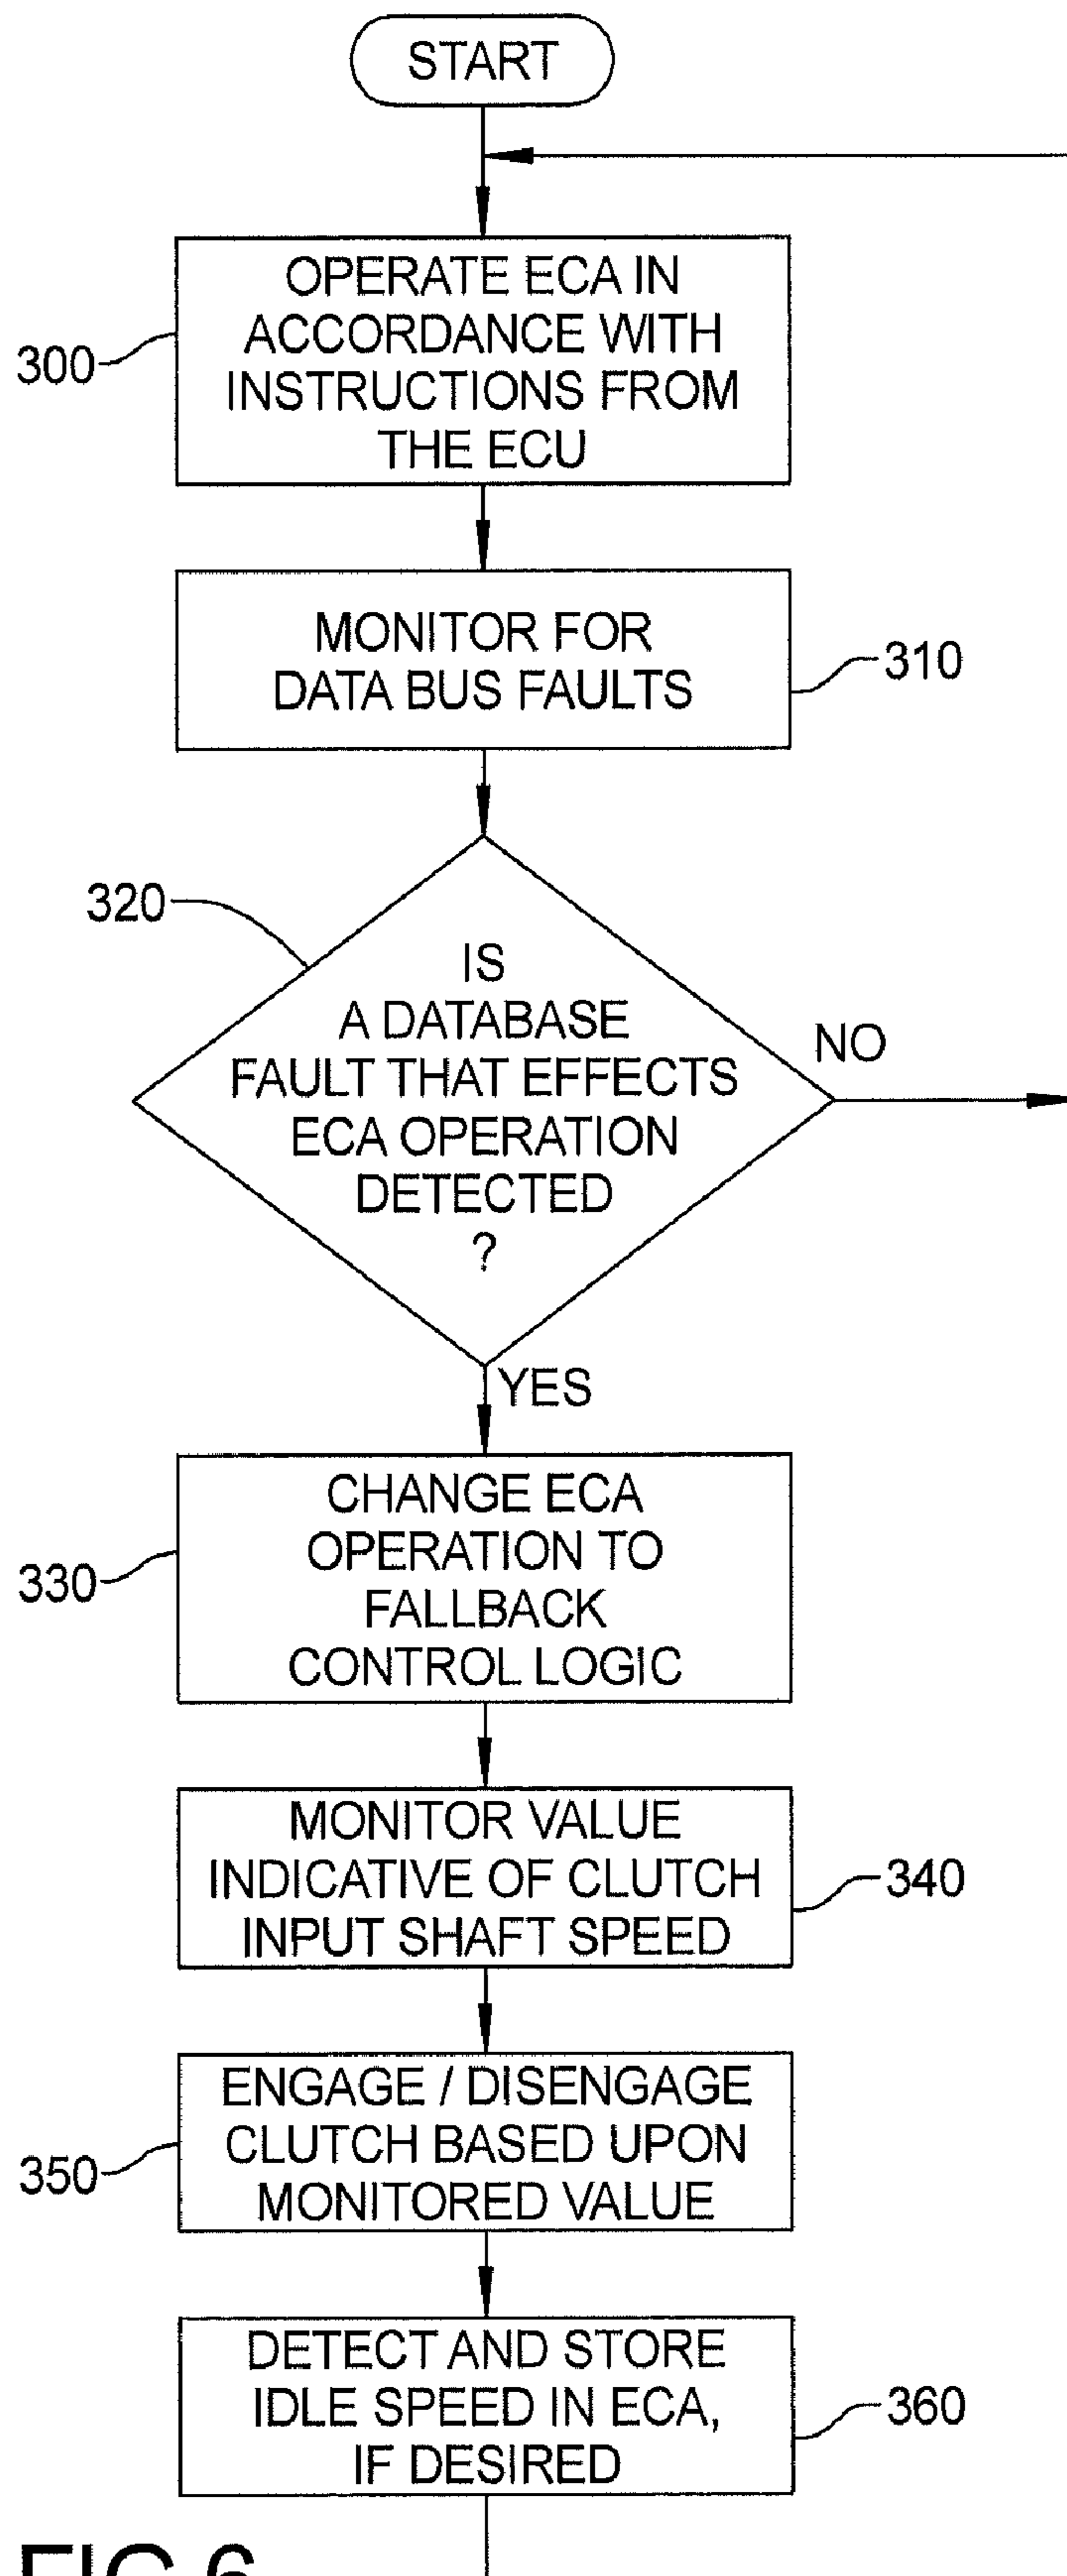 START
300
OPERATE ECA IN
ACCORDANCE WITH
INSTRUCTIONS FROM
THE ECU
MONITOR FOR
DATA BUS FAULTS
310
320
IS
A DATABASE
FAULT THAT EFFECTS
ECA OPERATION
DETECTED
?
NO
YES
330
CHANGE ECA
OPERATION TO
FALLBACK
CONTROL LOGIC
MONITOR VALUE
INDICATIVE OF CLUTCH
INPUT SHAFT SPEED
340
350
ENGAGE / DISENGAGE
CLUTCH BASED UPON
MONITORED VALUE
DETECT AND STORE
IDLE SPEED IN ECA,
IF DESIRED
360
FIG 6